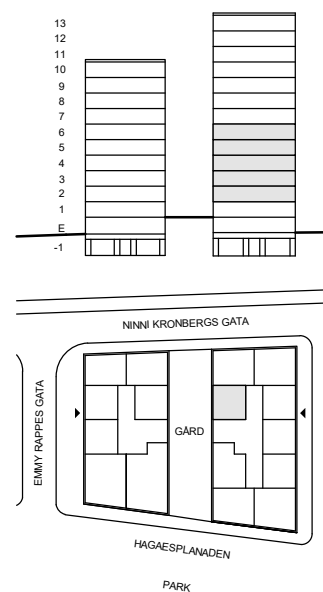 13
12
11
10
9
8
7
6
5
4
3
2
1
E
-1
NINNI KRONBERGS GATA
EMMY RAPPES GATA
GÅRD
HAGAESPLANADEN
PARK